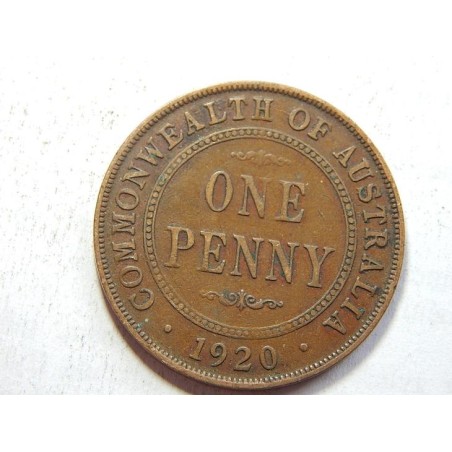 COMMONWEALTH OF AUSTRALIA
ONE
PENNY
· 1920 ·